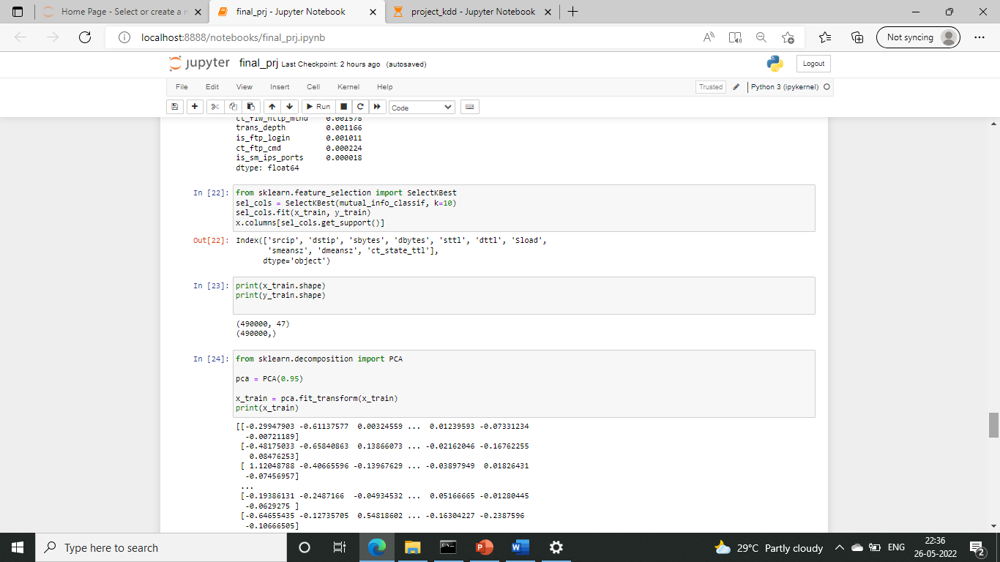 Home Page - Select or create a n
final_prj - Jupyter Notebook
project_kdd - Jupyter Notebook
localhost:8888/notebooks/final_prj.ipynb
Not syncing
jupyter final_prj Last Checkpoint: 2 hours ago (autosaved)
Logout
File Edit View Insert Cell Kernel Help
Trusted
Python 3 (ipykernel)
Run
Code
ct_flw_http_mthd 0.001578
trans_depth 0.001166
is_ftp_login 0.001011
ct_ftp_cmd 0.000224
is_sm_ips_ports 0.000018
dtype: float64
In [22]: from sklearn.feature_selection import SelectKBest
sel_cols = SelectKBest(mutual_info_classif, k=10)
sel_cols.fit(x_train, y_train)
x.columns[sel_cols.get_support()]
Out[22]: Index(['srcip', 'dstip', 'sbytes', 'dbytes', 'sttl', 'dttl', 'Sload',
'smeansz', 'dmeansz', 'ct_state_ttl'],
dtype='object')
In [23]: print(x_train.shape)
print(y_train.shape)
(490000, 47)
(490000,)
In [24]: from sklearn.decomposition import PCA
pca = PCA(0.95)
x_train = pca.fit_transform(x_train)
print(x_train)
[[-0.29947903 -0.61137577 0.00324559 ... 0.01239593 -0.07331234
-0.00721189]
[-0.48175033 -0.65840863 0.13866073 ... -0.02162046 -0.16762255
0.08476253]
[ 1.12048788 -0.40665596 -0.13967629 ... -0.03897949 0.01826431
-0.07456957]
...
[-0.19386131 -0.2487166 -0.04934532 ... 0.05166665 -0.01280445
-0.0629275 ]
[-0.64655435 -0.12735705 0.54818602 ... -0.16304227 -0.2387596
-0.10666505]
Type here to search
29°C Partly cloudy
ENG
22:36
26-05-2022
2